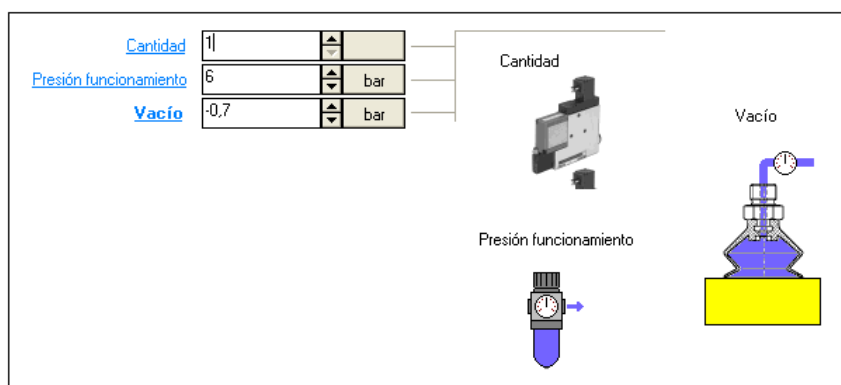 Cantidad 1
Presión funcionamiento 6 bar
Vacío -0,7 bar
Cantidad
Vacío
Presión funcionamiento